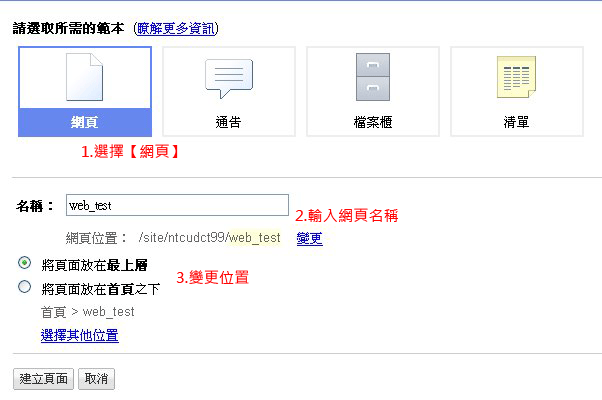 請選取所需的範本 (瞭解更多資訊)
網頁 通告 檔案櫃 清單
1.選擇【網頁】
名稱： web_test
2.輸入網頁名稱
網頁位置： /site/ntcudct99/web_test 變更
將頁面放在最上層
3.變更位置
將頁面放在首頁之下
首頁 > web_test
選擇其他位置
建立頁面 取消